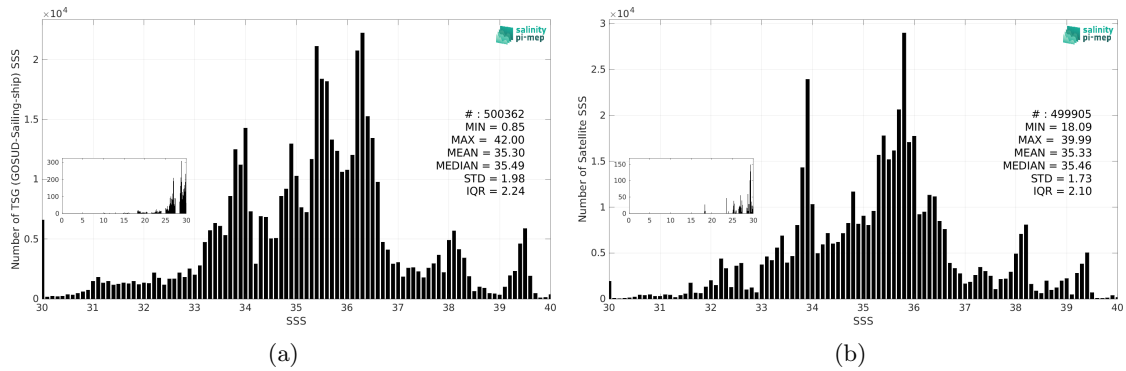 ×10⁴
2
1.5
1
0.5
0
Number of TSG (GOSUD-Sailing-ship) SSS
salinity
pi-mep
# : 500362
MIN = 0.85
MAX = 42.00
MEAN = 35.30
MEDIAN = 35.49
STD = 1.98
IQR = 2.24
300
200
100
0
0 5 10 15 20 25 30
30 31 32 33 34 35 36 37 38 39 40
SSS
(a)
×10⁴
3
2.5
2
1.5
1
0.5
0
Number of Satellite SSS
salinity
pi-mep
# : 499905
MIN = 18.09
MAX = 39.99
MEAN = 35.33
MEDIAN = 35.46
STD = 1.73
IQR = 2.10
150
100
50
0
0 5 10 15 20 25 30
30 31 32 33 34 35 36 37 38 39 40
SSS
(b)